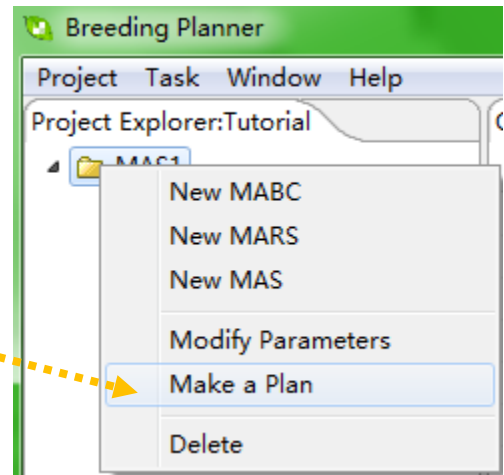 Breeding Planner
Project Task Window Help
Project Explorer:Tutorial
MAS1
New MABC
New MARS
New MAS
Modify Parameters
Make a Plan
Delete